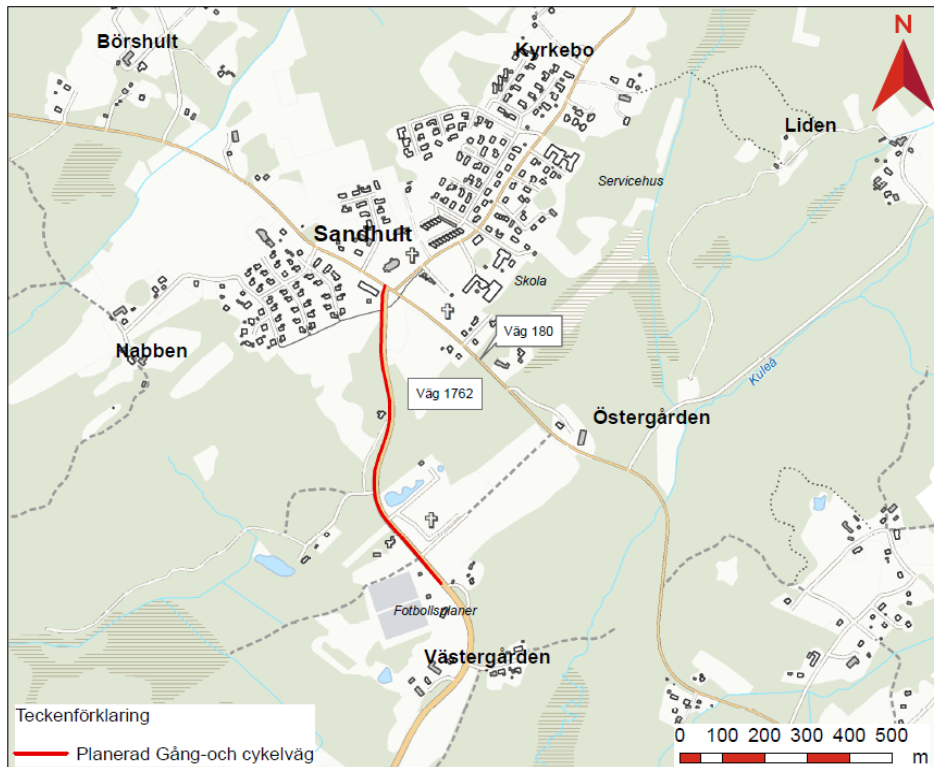 Börshult
Kyrkebo
N
Liden
Servicehus
Sandhult
Skola
Väg 180
Nabben
Kuleå
Väg 1762
Östergården
Fotbollsplaner
Västergården
Teckenförklaring
Planerad Gång-och cykelväg
0 100 200 300 400 500
m